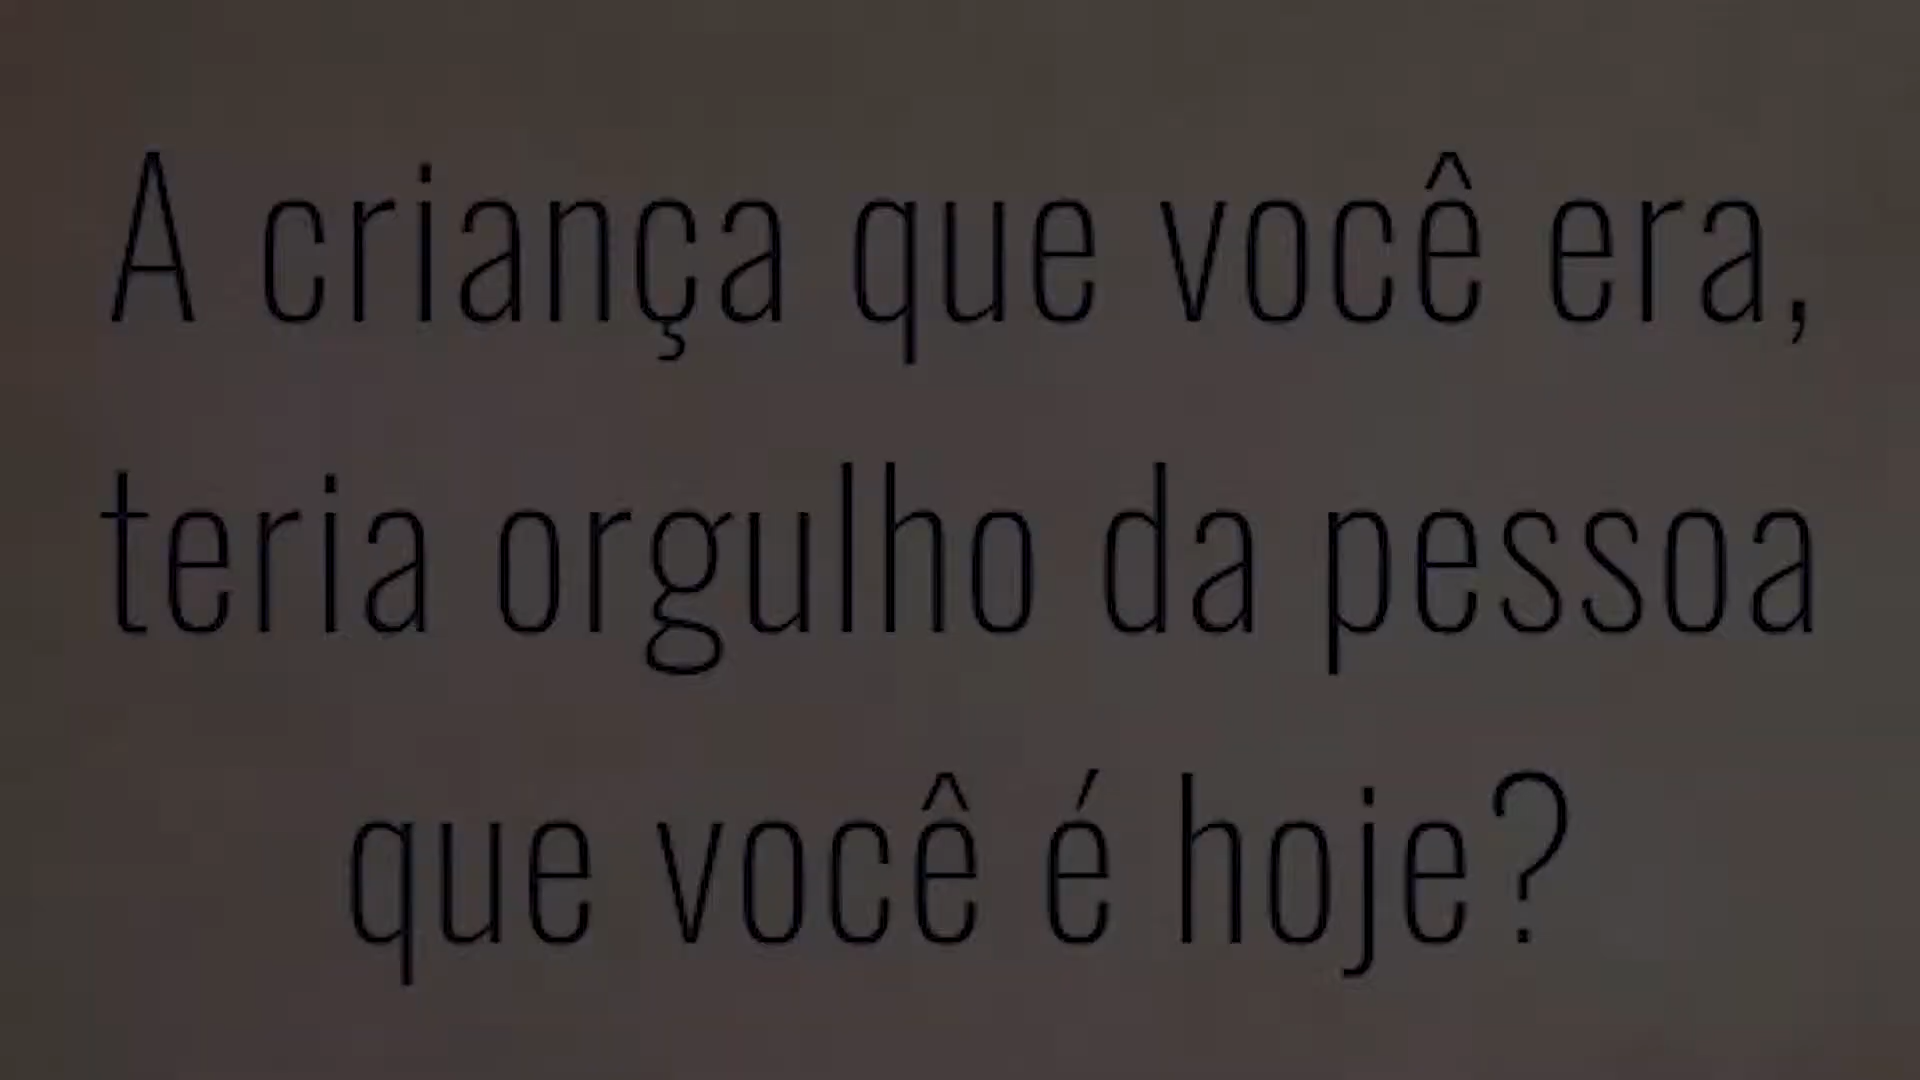 A criança que você era,
teria orgulho da pessoa
que você é hoje?